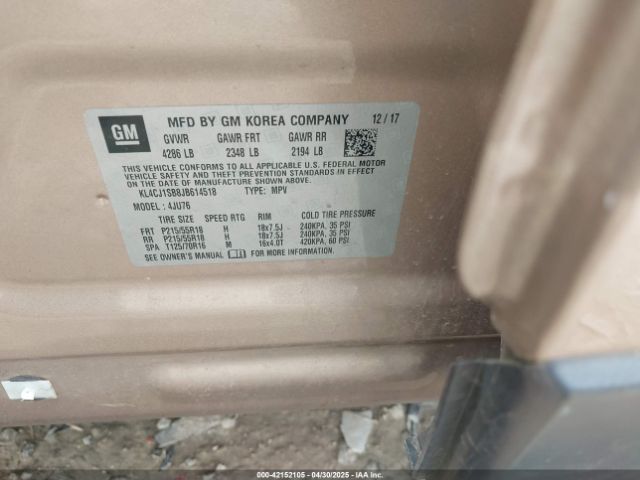 GM
MFD BY GM KOREA COMPANY 12/17
GVWR GAWR FRT GAWR RR
4286 LB 2348 LB 2194 LB
THIS VEHICLE CONFORMS TO ALL APPLICABLE U.S. FEDERAL MOTOR
VEHICLE SAFETY AND THEFT PREVENTION STANDARDS IN EFFECT
ON THE DATE OF MANUFACTURE SHOWN ABOVE.
KL4CJ1SB8JB614518 TYPE: MPV
MODEL: 4JU76
TIRE SIZE SPEED RTG RIM COLD TIRE PRESSURE
FRT P215/55R18 H 18x7.5J 240KPA, 35 PSI
RR P215/55R18 H 18x7.5J 240KPA, 35 PSI
SPA T125/70R16 M 16x4.0T 420KPA, 60 PSI
SEE OWNER'S MANUAL FOR MORE INFORMATION.
000-42152105 - 04/30/2025 - IAAI.COM